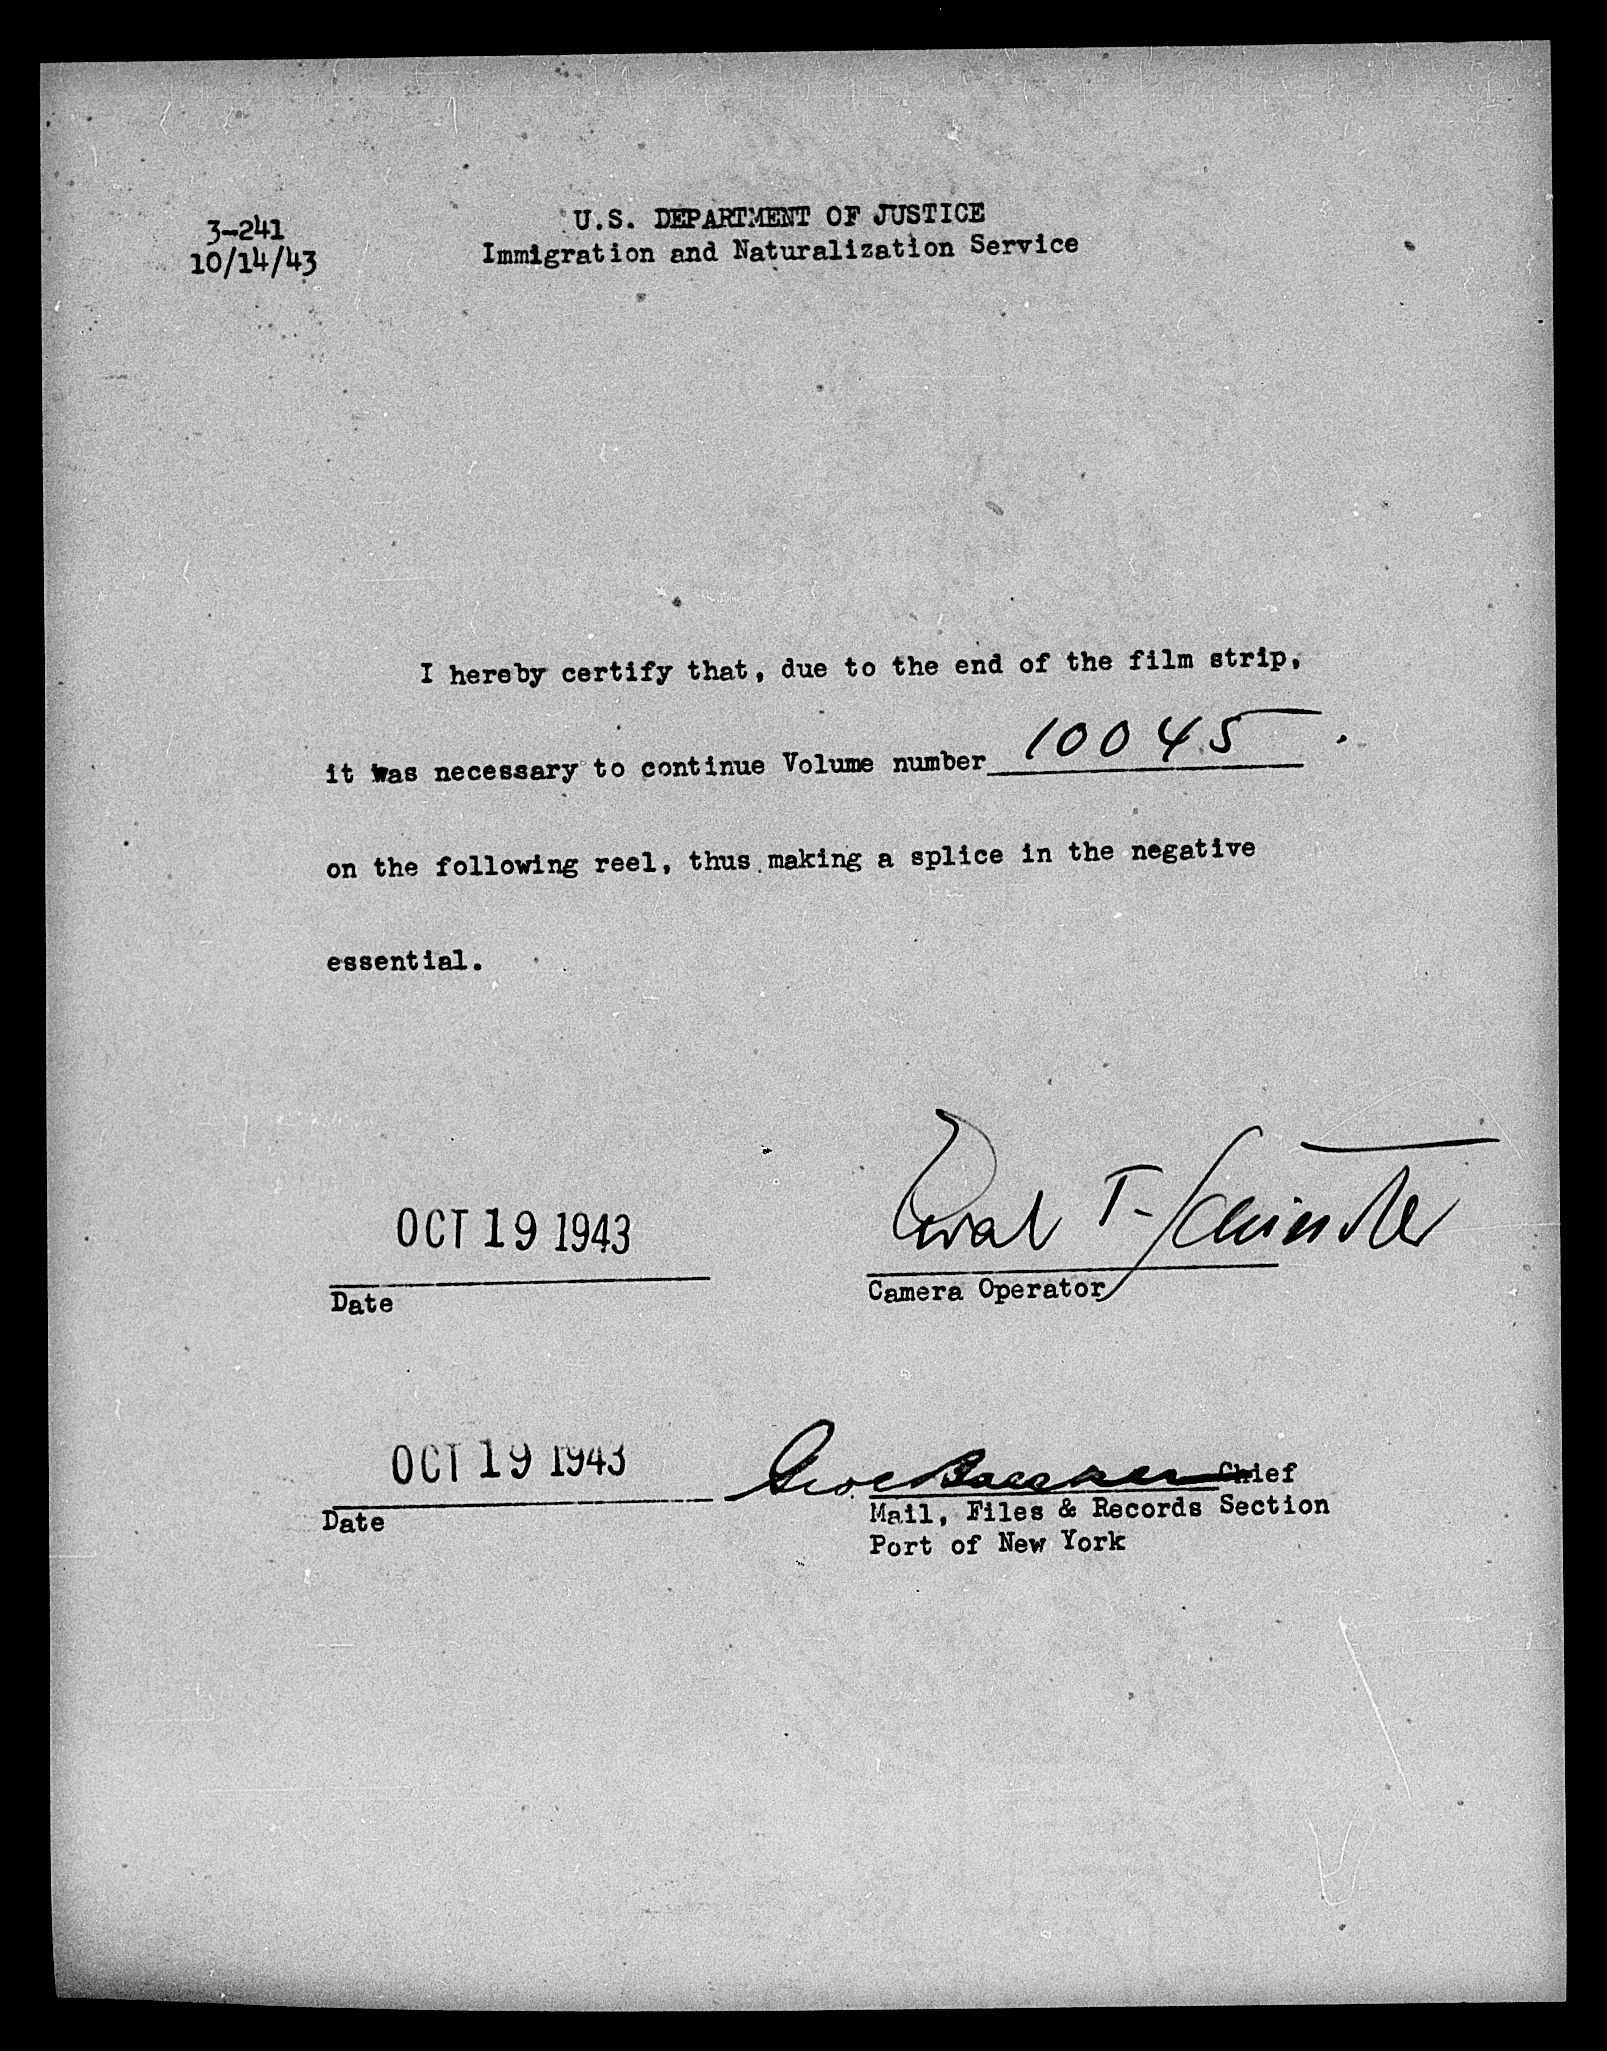 3-241
10/14/43
U.S. DEPARTMENT OF JUSTICE
Immigration and Naturalization Service
I hereby certify that, due to the end of the film strip,
it was necessary to continue Volume number 10045.
on the following reel, thus making a splice in the negative
essential.
OCT 19 1943
T. Schindler
Date
Camera Operator
OCT 19 1943
Chief
Date
Mail, Files & Records Section
Port of New York